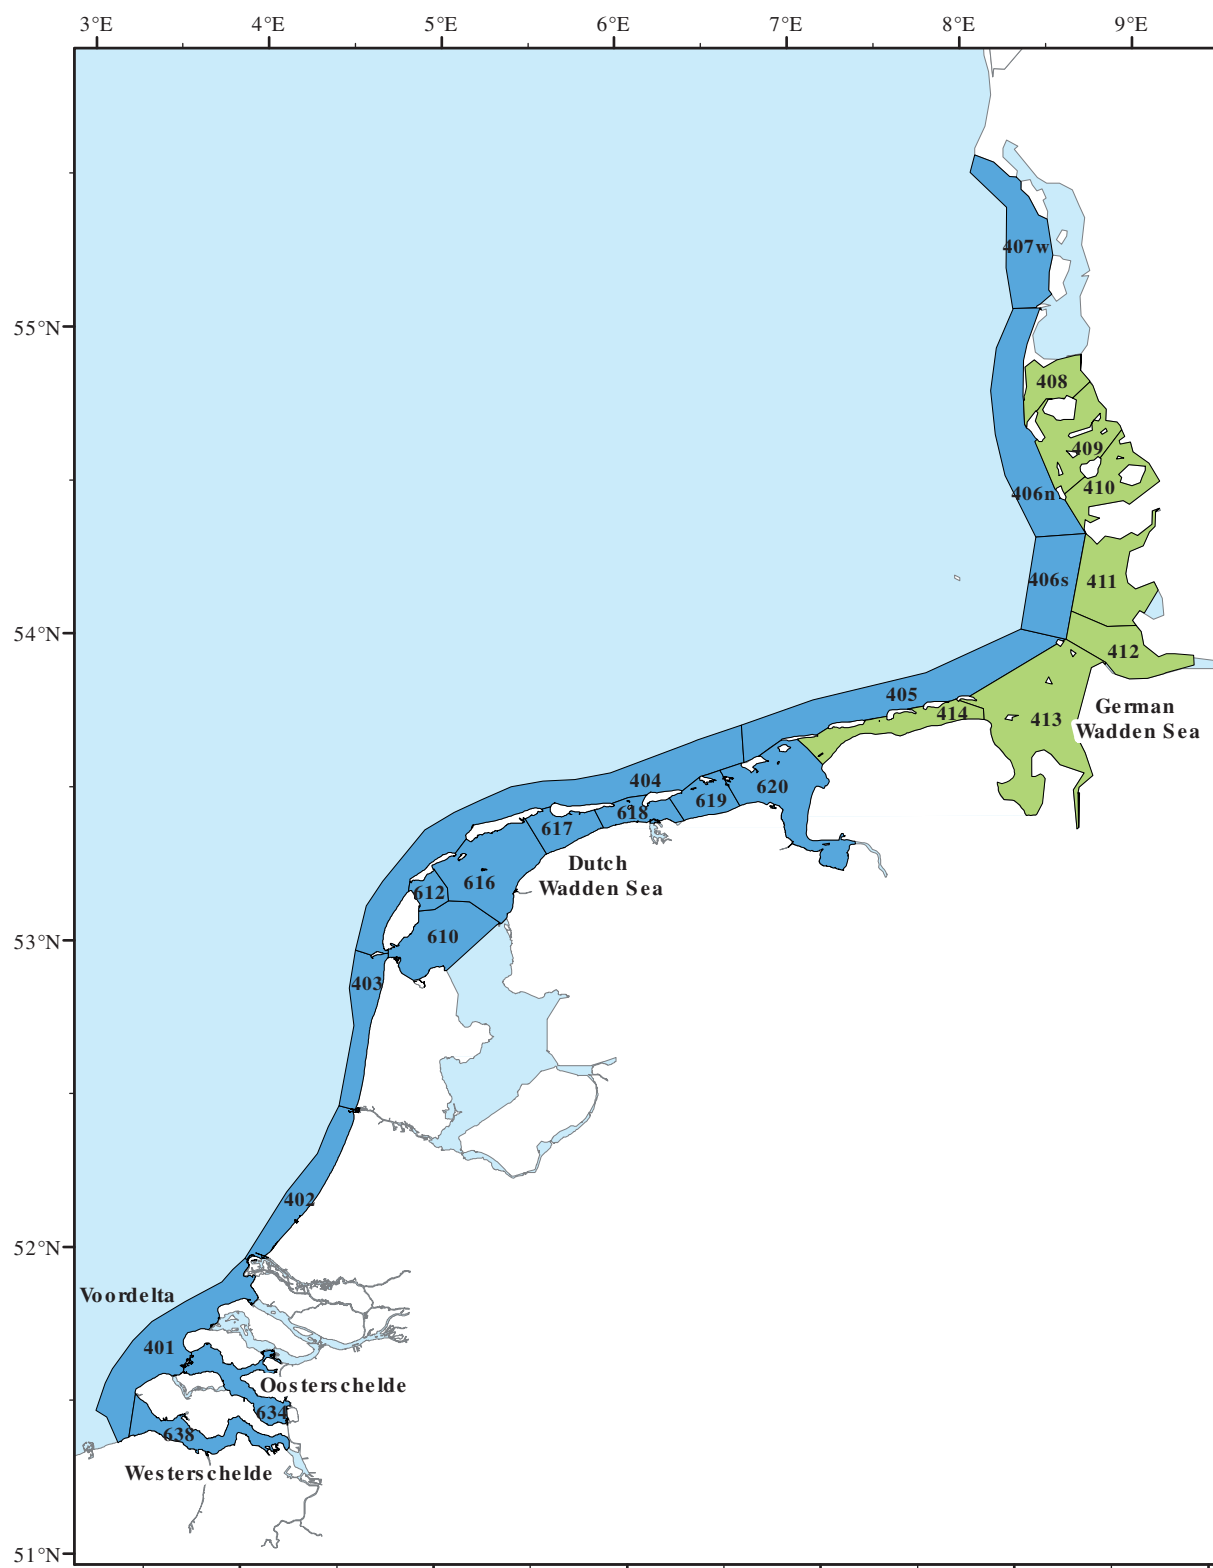 3°E 4°E 5°E 6°E 7°E 8°E 9°E
407w
55°N
408
409
410
406n
406s
411
54°N
412
405
German
Wadden Sea
413
414
404
620
619
618
617
Dutch
Wadden Sea
616
612
610
53°N
403
402
52°N
Voordelta
401
Oosterschelde
634
638
Westerschelde
51°N